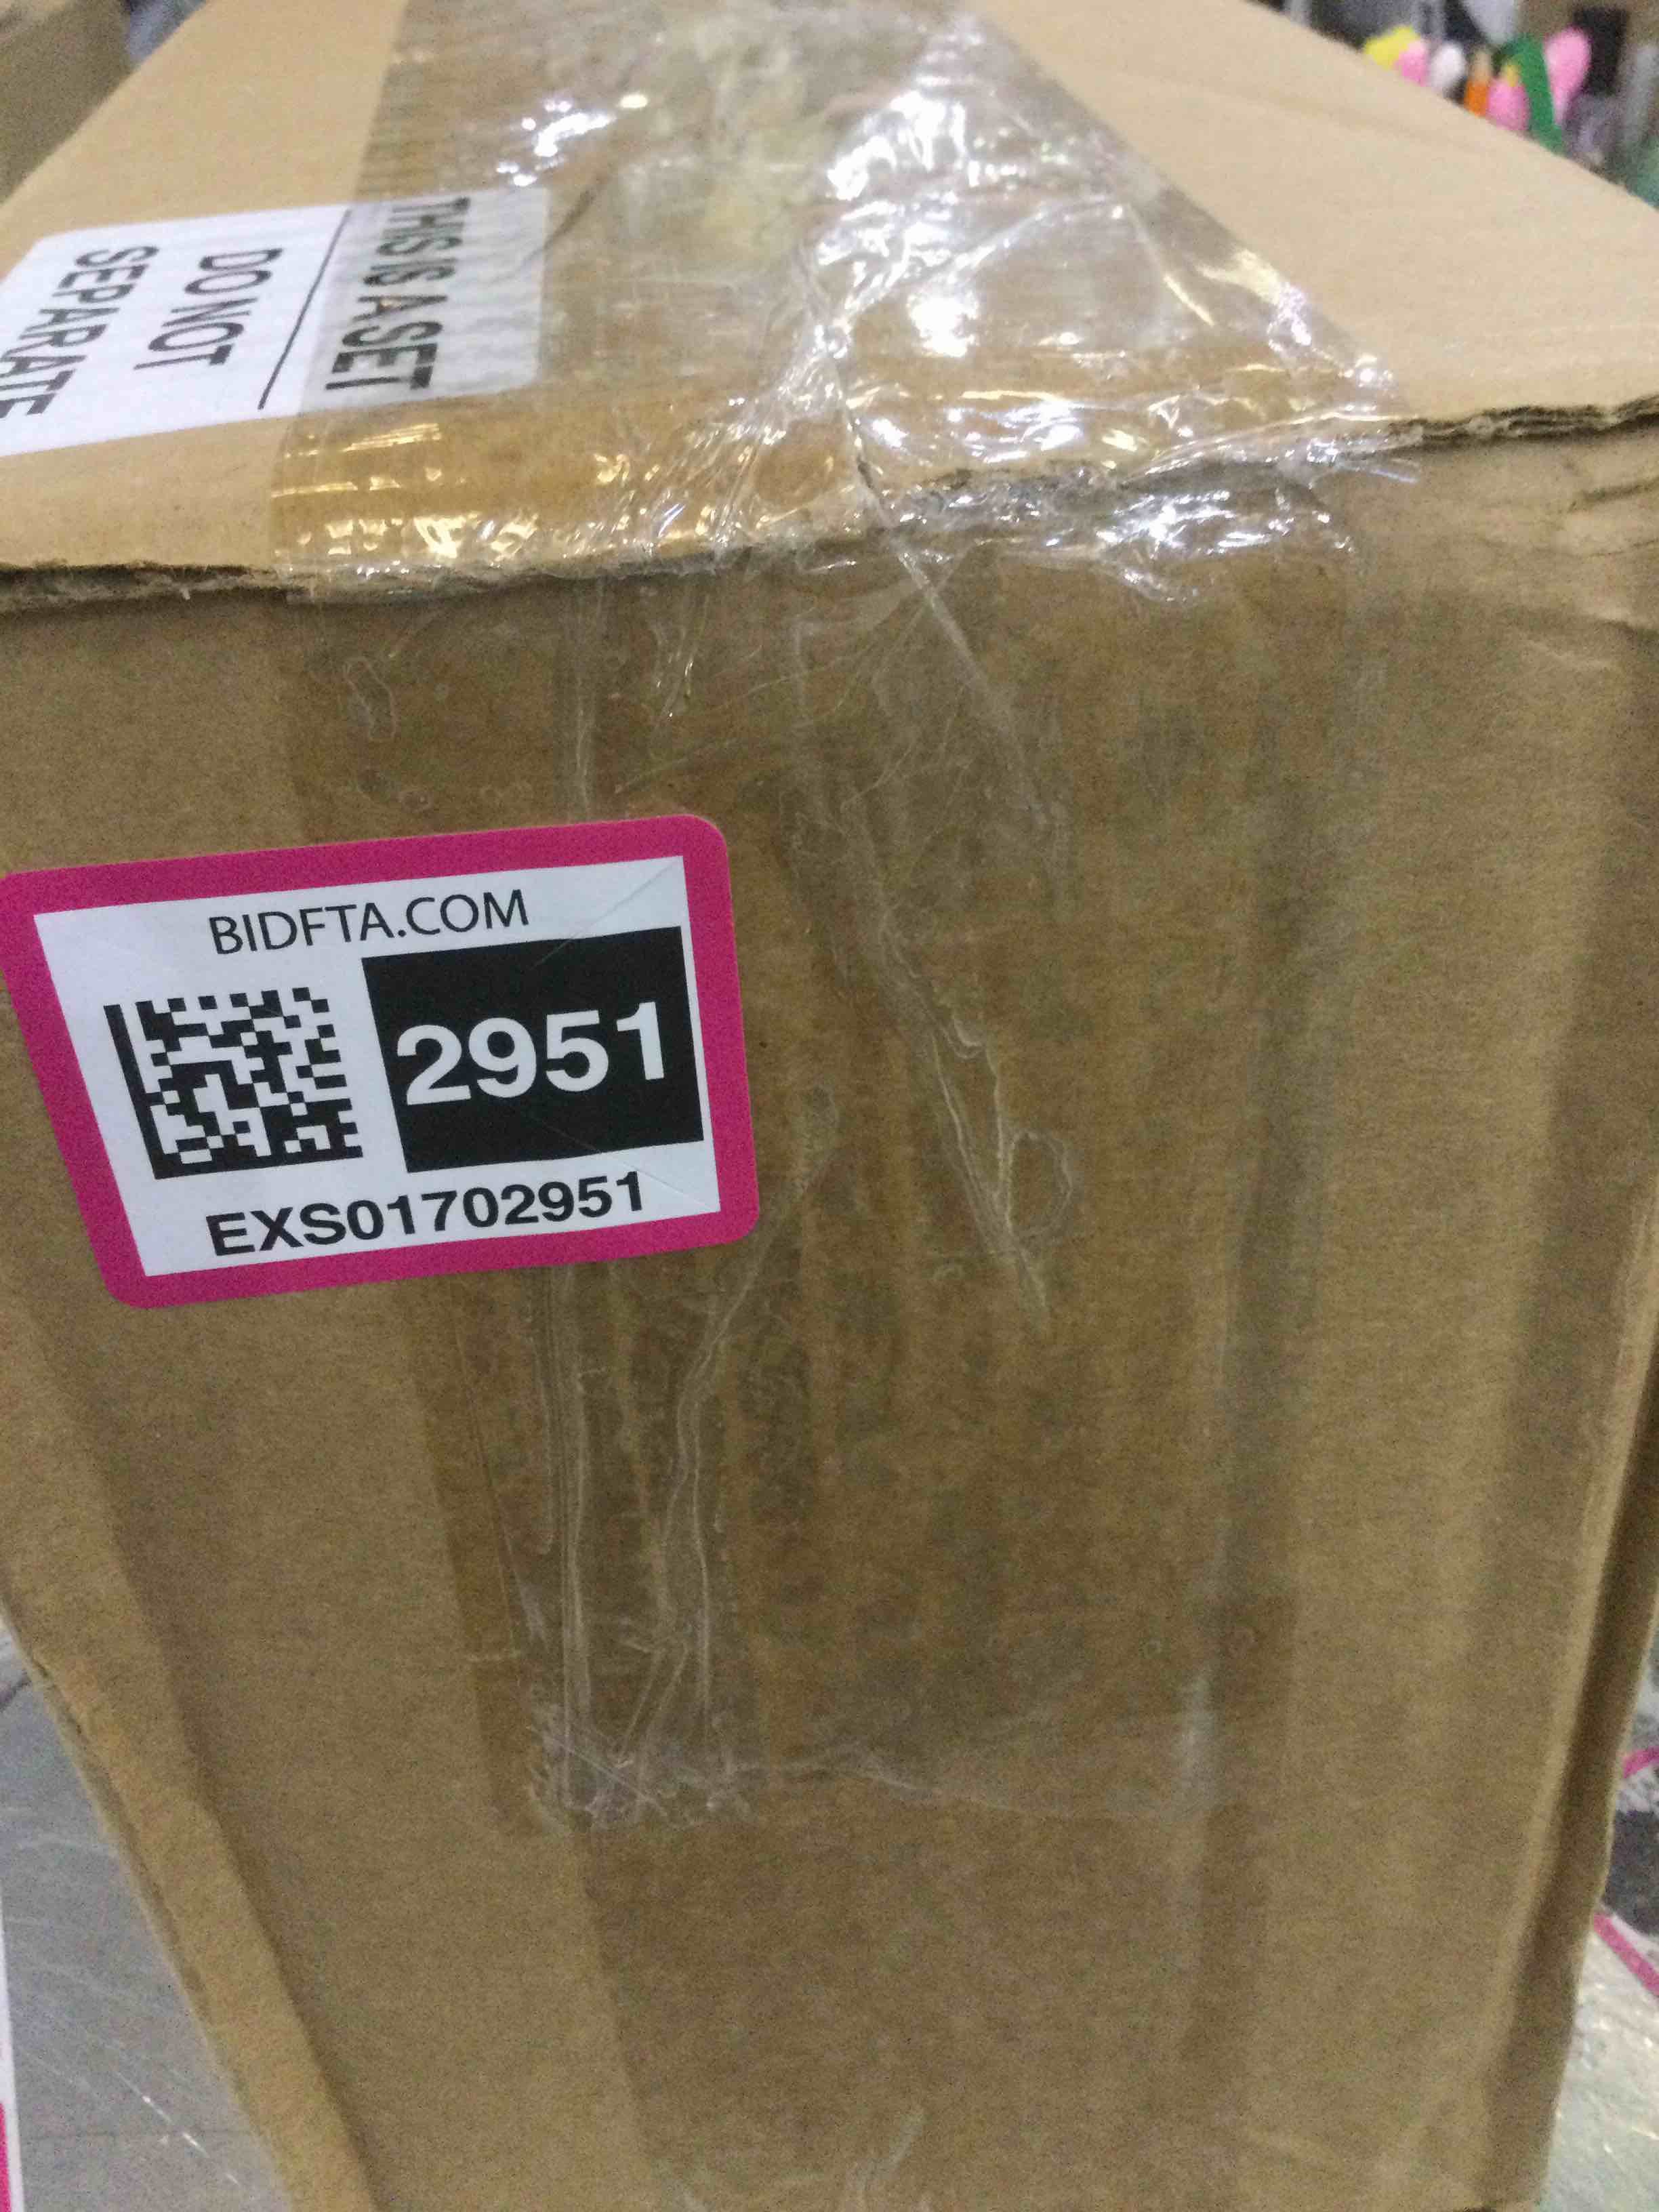 THIS IS A SET
DO NOT
SEPARATE
BIDFTA.COM
2951
EXS01702951